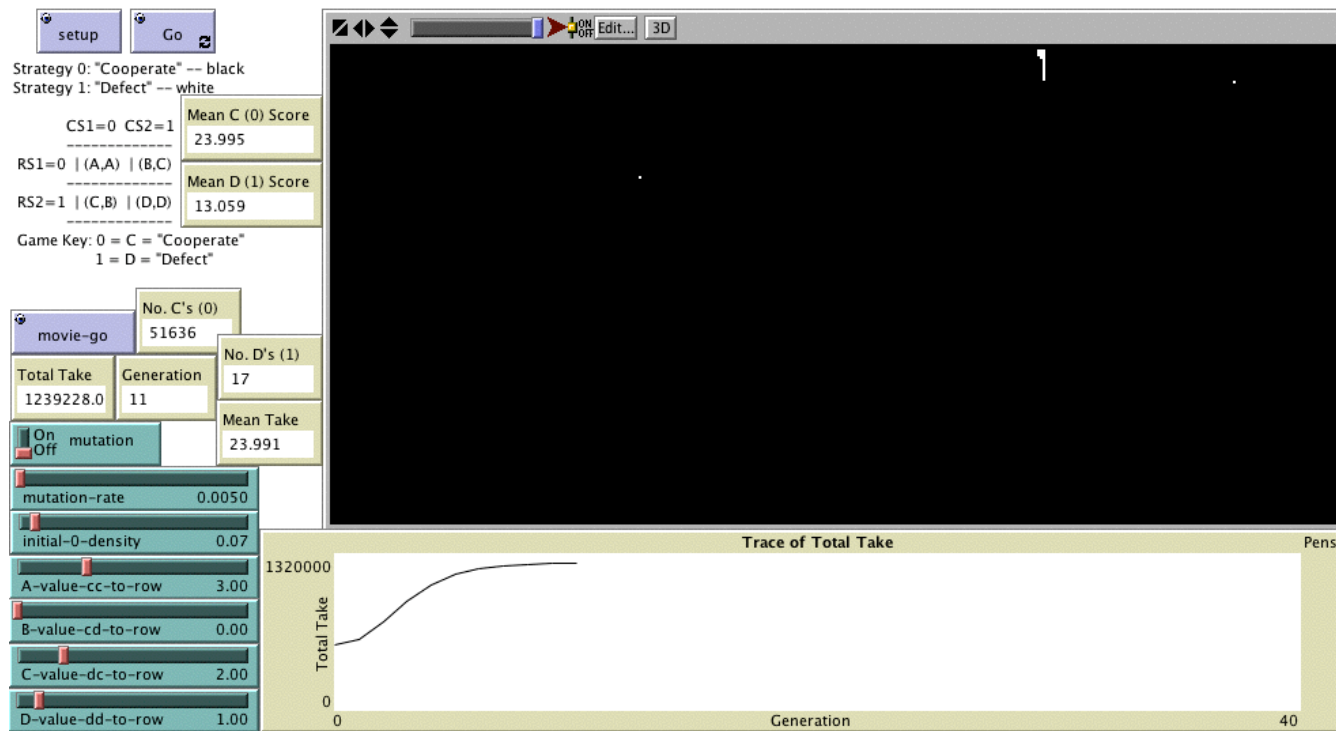 setup
Go
ON
OFF
Edit...
3D
Strategy 0: "Cooperate" -- black
Strategy 1: "Defect" -- white
CS1=0 CS2=1
-------------
RS1=0 | (A,A) | (B,C)
-------------
RS2=1 | (C,B) | (D,D)
-------------
Game Key: 0 = C = "Cooperate"
1 = D = "Defect"
Mean C (0) Score
23.995
Mean D (1) Score
13.059
movie-go
No. C's (0)
51636
No. D's (1)
17
Total Take
1239228.0
Generation
11
Mean Take
23.991
On
Off
mutation
mutation-rate 0.0050
initial-0-density 0.07
A-value-cc-to-row 3.00
B-value-cd-to-row 0.00
C-value-dc-to-row 2.00
D-value-dd-to-row 1.00
Trace of Total Take
Pens
1320000
Total Take
0
0
Generation
40